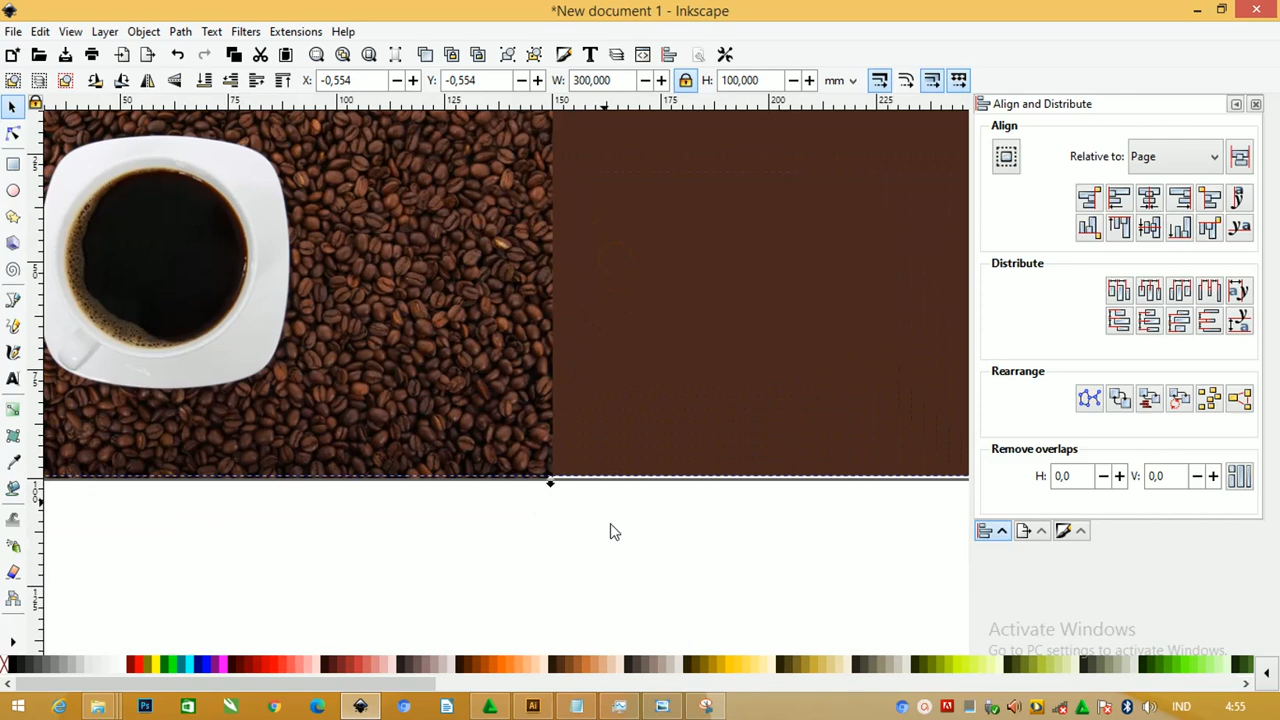 *New document 1 - Inkscape
File Edit View Layer Object Path Text Filters Extensions Help
X: -0,554 Y: -0,554 W: 300,000 H: 100,000 mm
50 75 100 125 150 175 200 225
Align and Distribute
Align
Relative to: Page
Distribute
Rearrange
Remove overlaps
H: 0,0 V: 0,0
Activate Windows
Go to PC settings to activate Windows.
IND 4:55